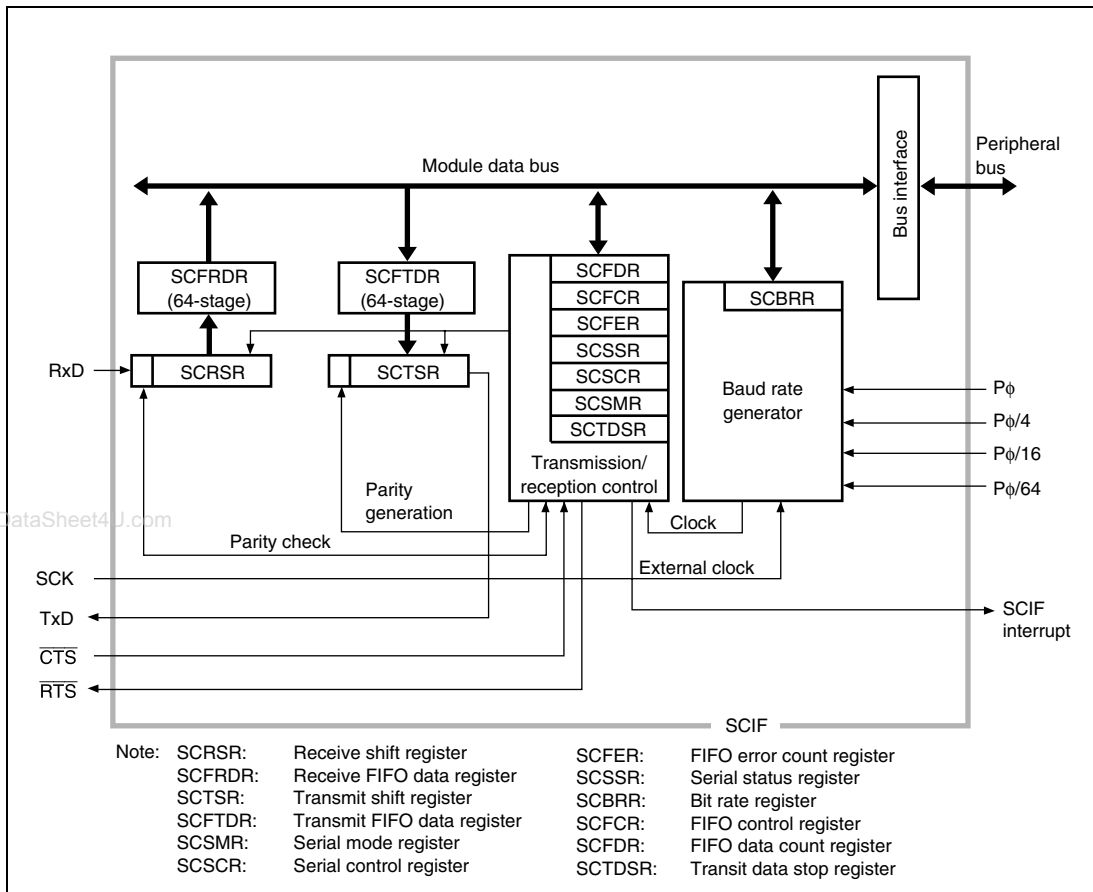 Module data bus
Bus interface
Peripheral
bus
SCFRDR
(64-stage)
SCFTDR
(64-stage)
SCFDR
SCFCR
SCFER
SCSSR
SCSCR
SCSMR
SCTDSR
Transmission/
reception control
SCBRR
Baud rate
generator
RxD
SCRSR
SCTSR
Pϕ
Pϕ/4
Pϕ/16
Pϕ/64
Parity
generation
Parity check
Clock
External clock
DataSheet4U.com
SCK
TxD
CTS
RTS
SCIF
interrupt
SCIF
Note: SCRSR: Receive shift register
SCFRDR: Receive FIFO data register
SCTSR: Transmit shift register
SCFTDR: Transmit FIFO data register
SCSMR: Serial mode register
SCSCR: Serial control register
SCFER: FIFO error count register
SCSSR: Serial status register
SCBRR: Bit rate register
SCFCR: FIFO control register
SCFDR: FIFO data count register
SCTDSR: Transit data stop register